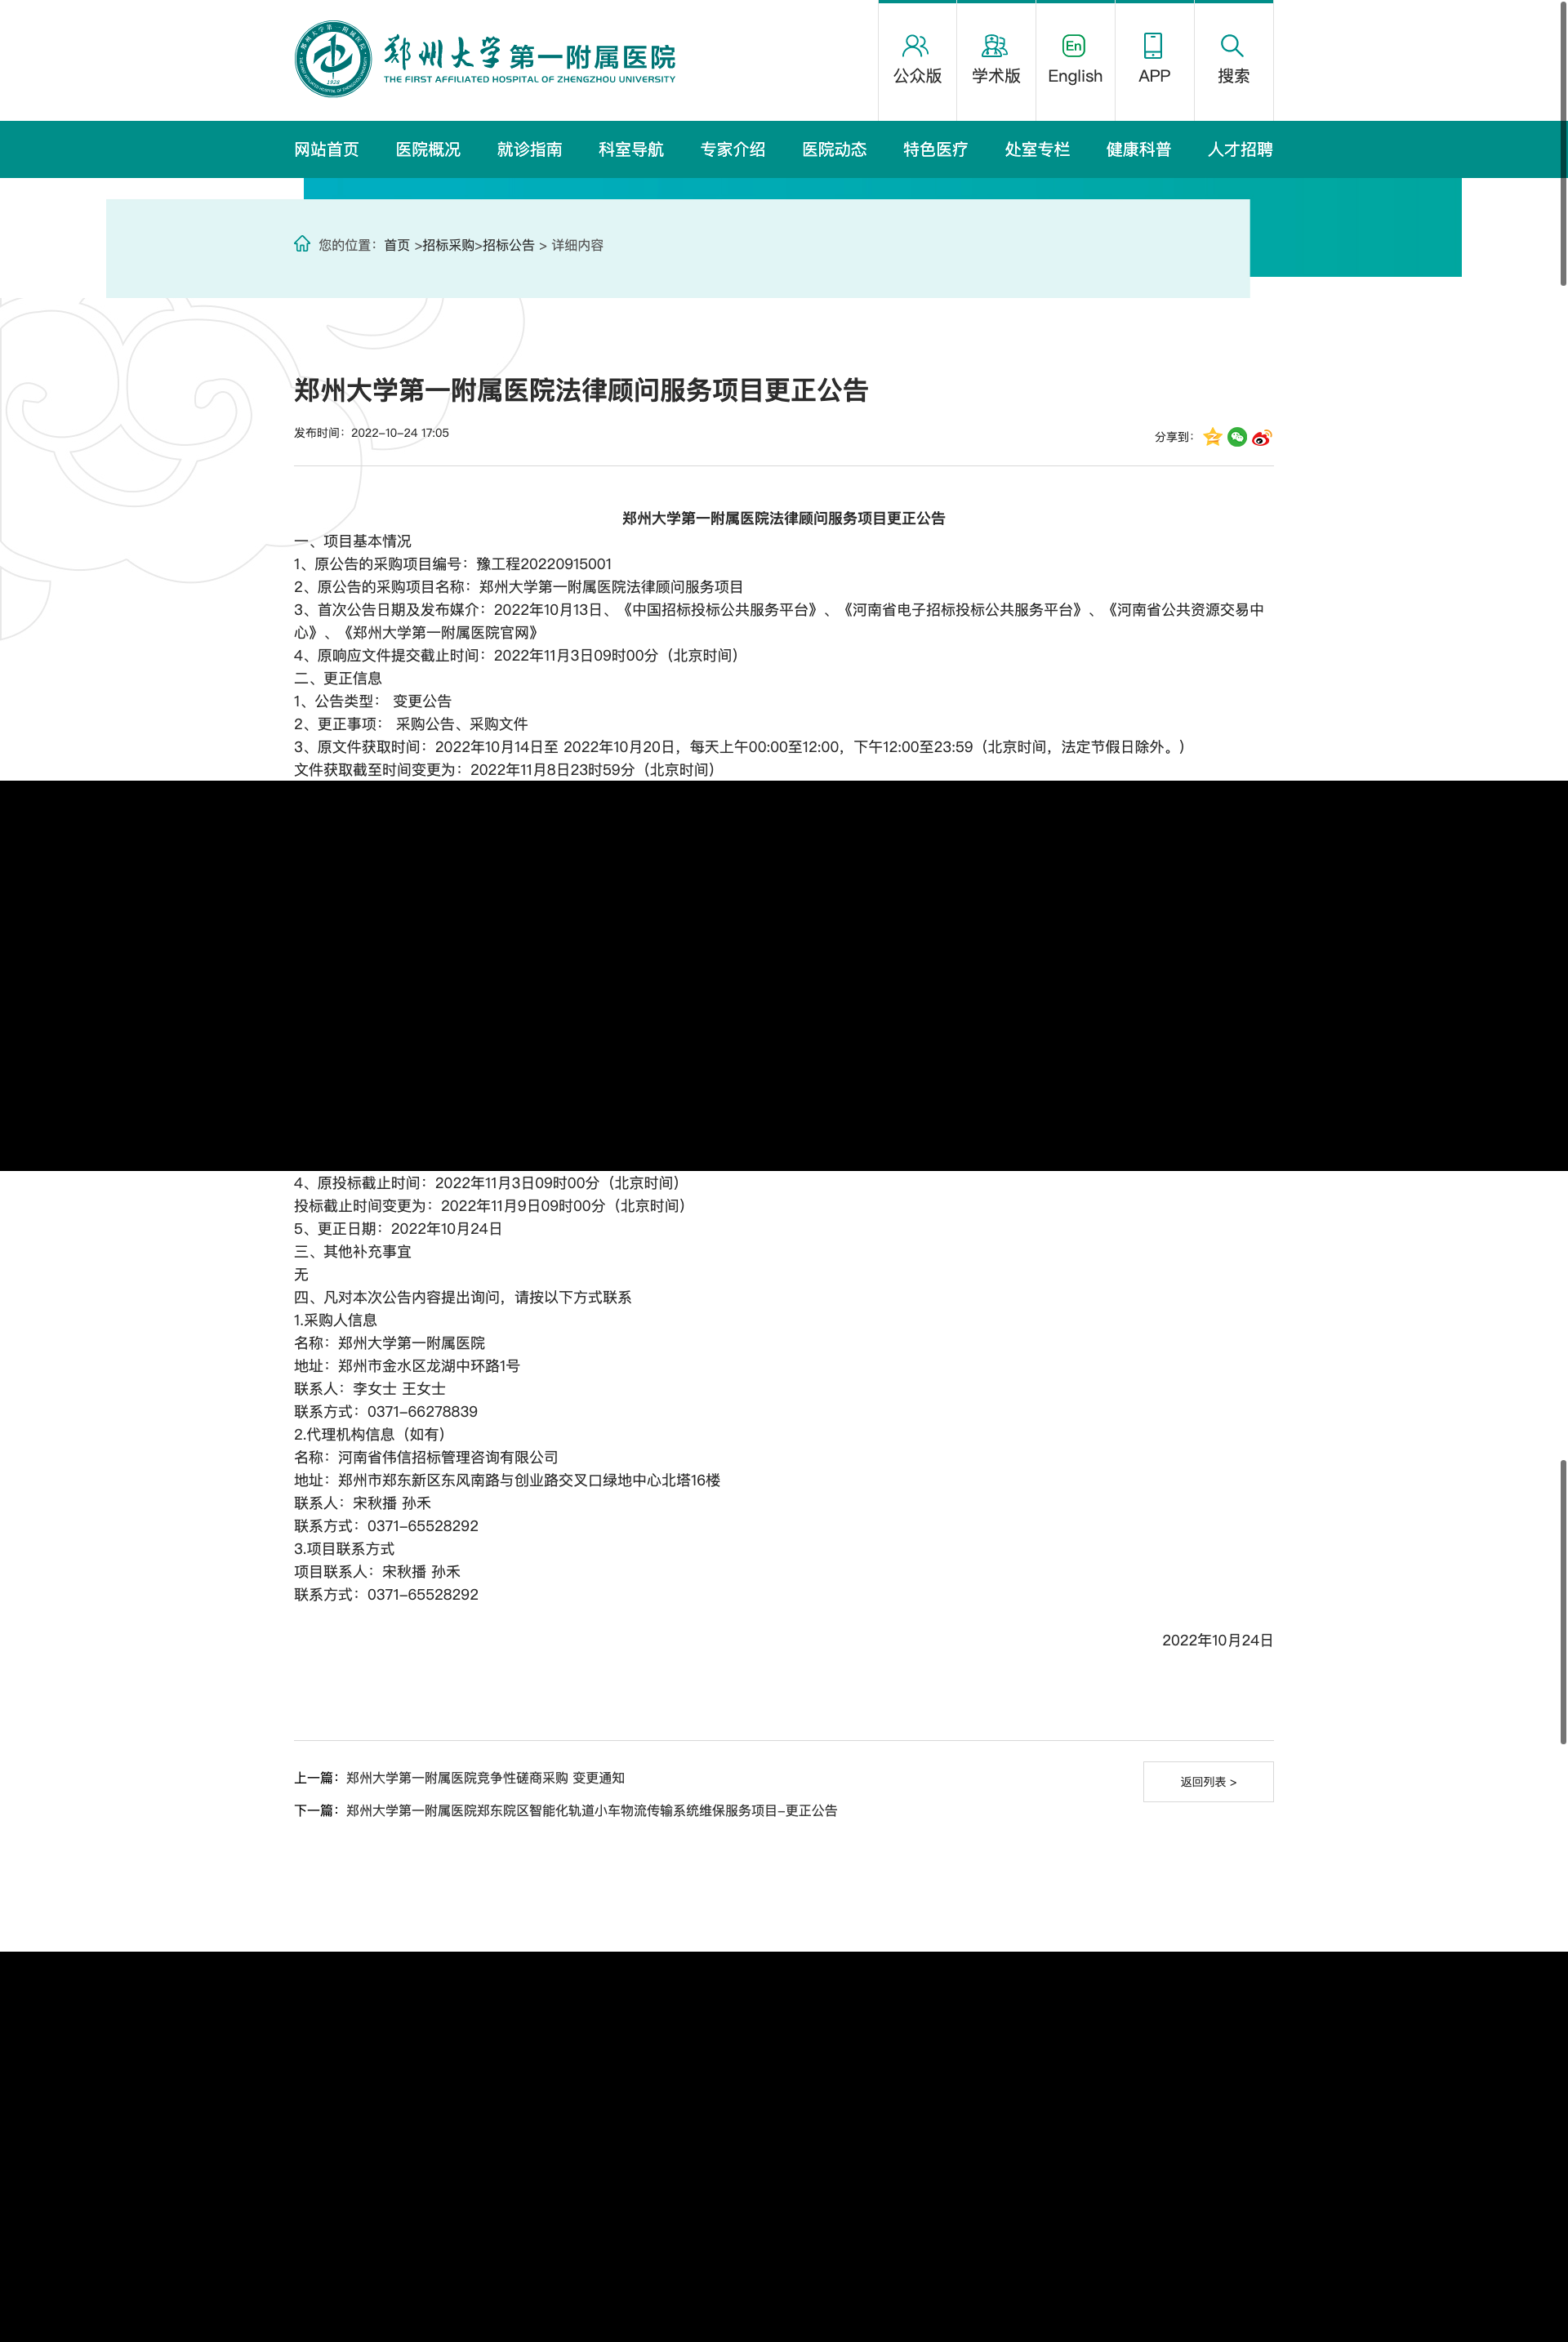 郑州大学第一附属医院
THE FIRST AFFILIATED HOSPITAL OF ZHENGZHOU UNIVERSITY
1928
公众版
学术版
En
English
APP
搜索
网站首页 医院概况 就诊指南 科室导航 专家介绍 医院动态 特色医疗 处室专栏 健康科普 人才招聘
您的位置：首页 >招标采购>招标公告 > 详细内容
郑州大学第一附属医院法律顾问服务项目更正公告
发布时间：2022-10-24 17:05
分享到：
郑州大学第一附属医院法律顾问服务项目更正公告
一、项目基本情况
1、原公告的采购项目编号：豫工程20220915001
2、原公告的采购项目名称：郑州大学第一附属医院法律顾问服务项目
3、首次公告日期及发布媒介：2022年10月13日、《中国招标投标公共服务平台》、《河南省电子招标投标公共服务平台》、《河南省公共资源交易中
心》、《郑州大学第一附属医院官网》
4、原响应文件提交截止时间：2022年11月3日09时00分（北京时间）
二、更正信息
1、公告类型： 变更公告
2、更正事项： 采购公告、采购文件
3、原文件获取时间：2022年10月14日至 2022年10月20日，每天上午00:00至12:00，下午12:00至23:59（北京时间，法定节假日除外。）
文件获取截至时间变更为：2022年11月8日23时59分（北京时间）
4、原投标截止时间：2022年11月3日09时00分（北京时间）
投标截止时间变更为：2022年11月9日09时00分（北京时间）
5、更正日期：2022年10月24日
三、其他补充事宜
无
四、凡对本次公告内容提出询问，请按以下方式联系
1.采购人信息
名称：郑州大学第一附属医院
地址：郑州市金水区龙湖中环路1号
联系人：李女士 王女士
联系方式：0371-66278839
2.代理机构信息（如有）
名称：河南省伟信招标管理咨询有限公司
地址：郑州市郑东新区东风南路与创业路交叉口绿地中心北塔16楼
联系人：宋秋播 孙禾
联系方式：0371-65528292
3.项目联系方式
项目联系人：宋秋播 孙禾
联系方式：0371-65528292
2022年10月24日
上一篇：郑州大学第一附属医院竞争性磋商采购 变更通知
返回列表 >
下一篇：郑州大学第一附属医院郑东院区智能化轨道小车物流传输系统维保服务项目-更正公告